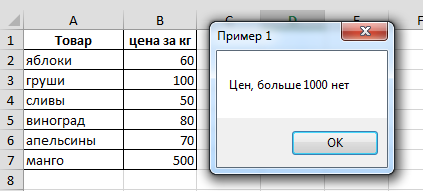 A B C D E F
1 Товар цена за кг
2 яблоки 60
3 груши 100
4 сливы 50
5 виноград 80
6 апельсины 70
7 манго 500
8
Пример 1
Цен, больше 1000 нет
OK